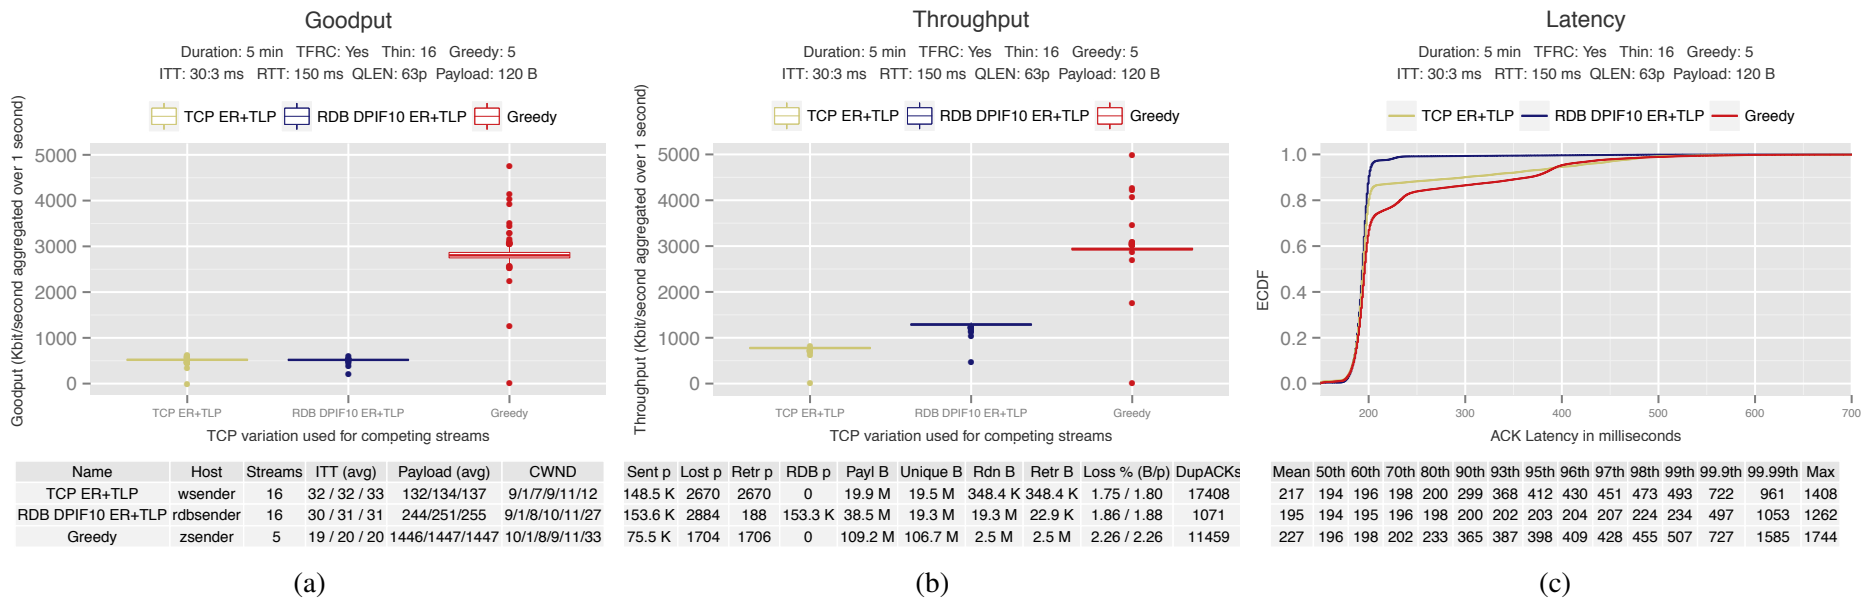 Goodput
Duration: 5 min TFRC: Yes Thin: 16 Greedy: 5
ITT: 30:3 ms RTT: 150 ms QLEN: 63p Payload: 120 B
TCP ER+TLP RDB DPIF10 ER+TLP Greedy
Goodput (Kbit/second aggregated over 1 second)
5000
4000
3000
2000
1000
0
TCP ER+TLP RDB DPIF10 ER+TLP Greedy
TCP variation used for competing streams
Name Host Streams ITT (avg) Payload (avg) CWND
TCP ER+TLP wsender 16 32 / 32 / 33 132/134/137 9/1/7/9/11/12
RDB DPIF10 ER+TLP rdbsender 16 30 / 31 / 31 244/251/255 9/1/8/10/11/27
Greedy zsender 5 19 / 20 / 20 1446/1447/1447 10/1/8/9/11/33
(a)
Throughput
Duration: 5 min TFRC: Yes Thin: 16 Greedy: 5
ITT: 30:3 ms RTT: 150 ms QLEN: 63p Payload: 120 B
TCP ER+TLP RDB DPIF10 ER+TLP Greedy
Throughput (Kbit/second aggregated over 1 second)
5000
4000
3000
2000
1000
0
TCP ER+TLP RDB DPIF10 ER+TLP Greedy
TCP variation used for competing streams
Sent p Lost p Retr p RDB p Payl B Unique B Rdn B Retr B Loss % (B/p) DupACKs
148.5 K 2670 2670 0 19.9 M 19.5 M 348.4 K 348.4 K 1.75 / 1.80 17408
153.6 K 2884 188 153.3 K 38.5 M 19.3 M 19.3 M 22.9 K 1.86 / 1.88 1071
75.5 K 1704 1706 0 109.2 M 106.7 M 2.5 M 2.5 M 2.26 / 2.26 11459
(b)
Latency
Duration: 5 min TFRC: Yes Thin: 16 Greedy: 5
ITT: 30:3 ms RTT: 150 ms QLEN: 63p Payload: 120 B
TCP ER+TLP RDB DPIF10 ER+TLP Greedy
ECDF
1.0
0.8
0.6
0.4
0.2
0.0
200 300 400 500 600 700
ACK Latency in milliseconds
Mean 50th 60th 70th 80th 90th 93th 95th 96th 97th 98th 99th 99.9th 99.99th Max
217 194 196 198 200 299 368 412 430 451 473 493 722 961 1408
195 194 195 196 198 200 202 203 204 207 224 234 497 1053 1262
227 196 198 202 233 365 387 398 409 428 455 507 727 1585 1744
(c)